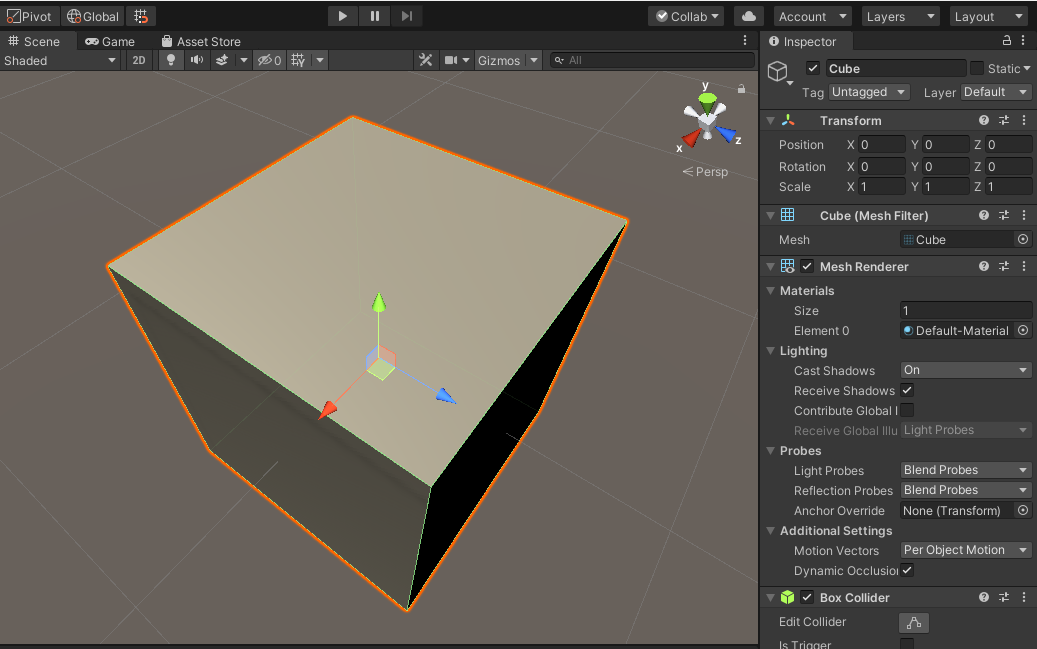 Pivot Global Collab Account Layers Layout
Scene Game Asset Store
Shaded 2D 0 Gizmos All
y
x
z
Persp
Inspector
Cube Static
Tag Untagged Layer Default
Transform
Position X 0 Y 0 Z 0
Rotation X 0 Y 0 Z 0
Scale X 1 Y 1 Z 1
Cube (Mesh Filter)
Mesh Cube
Mesh Renderer
Materials
Size 1
Element 0 Default-Material
Lighting
Cast Shadows On
Receive Shadows
Contribute Global I
Receive Global Illu Light Probes
Probes
Light Probes Blend Probes
Reflection Probes Blend Probes
Anchor Override None (Transform)
Additional Settings
Motion Vectors Per Object Motion
Dynamic Occlusion
Box Collider
Edit Collider
Is Trigger